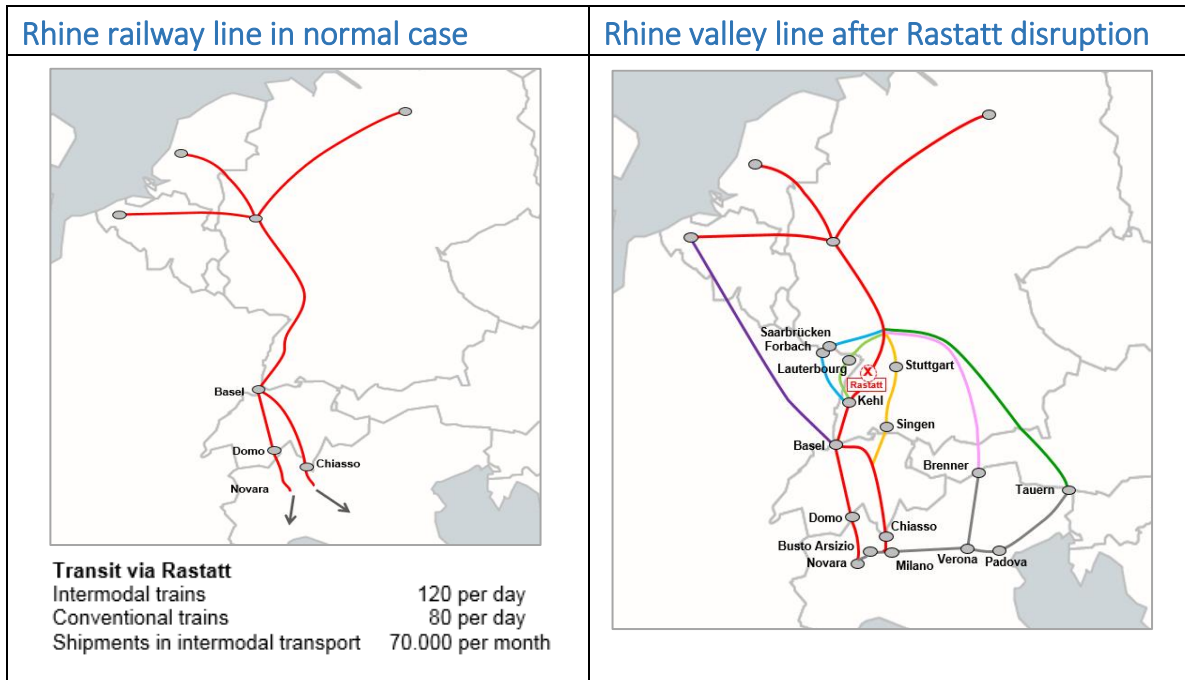 Rhine railway line in normal case
Basel
Domo
Chiasso
Novara
Transit via Rastatt
Intermodal trains 120 per day
Conventional trains 80 per day
Shipments in intermodal transport 70.000 per month
Rhine valley line after Rastatt disruption
Saarbrücken
Forbach
Lauterbourg
X
Rastatt
Stuttgart
Kehl
Singen
Basel
Brenner
Tauern
Domo
Chiasso
Busto Arsizio
Novara
Milano
Verona
Padova